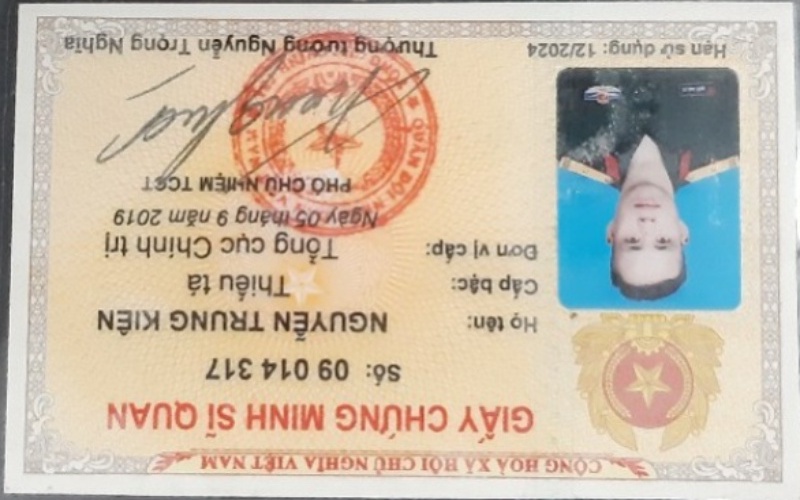 CỘNG HOÀ XÃ HỘI CHỦ NGHĨA VIỆT NAM
GIẤY CHỨNG MINH SĨ QUAN
Số: 09 014 317
Họ tên: NGUYỄN TRUNG KIÊN
Cấp bậc: Thiếu tá
Đơn vị cấp: Tổng cục Chính trị
Ngày 05 tháng 9 năm 2019
PHÓ CHỦ NHIỆM TCCT
QUÂN ĐỘI
Hạn sử dụng: 12/2024
Thượng tướng Nguyễn Trọng Nghĩa